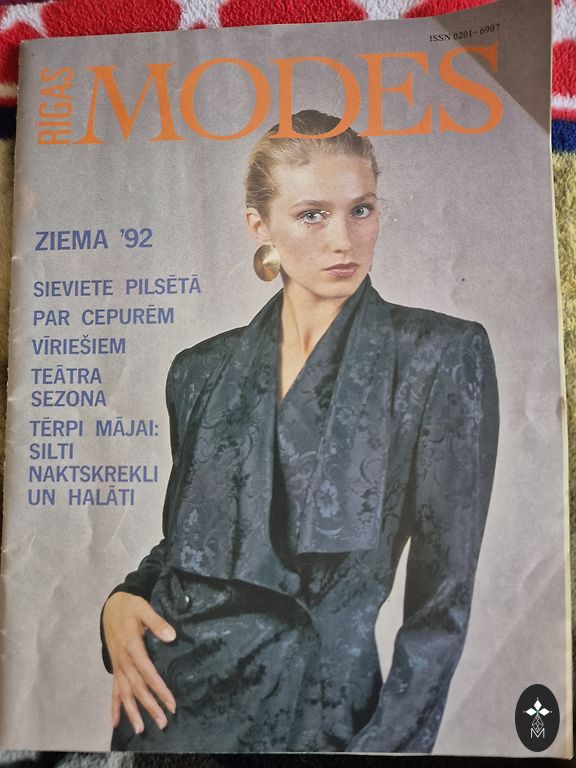 ISSN 0201-6907
RIGAS
MODES
ZIEMA '92
SIEVIETE PILSĒTĀ
PAR CEPURĒM
VĪRIEŠIEM
TEĀTRA
SEZONA
TĒRPI MĀJAI:
SILTI
NAKTSKREKLI
UN HALĀTI
M